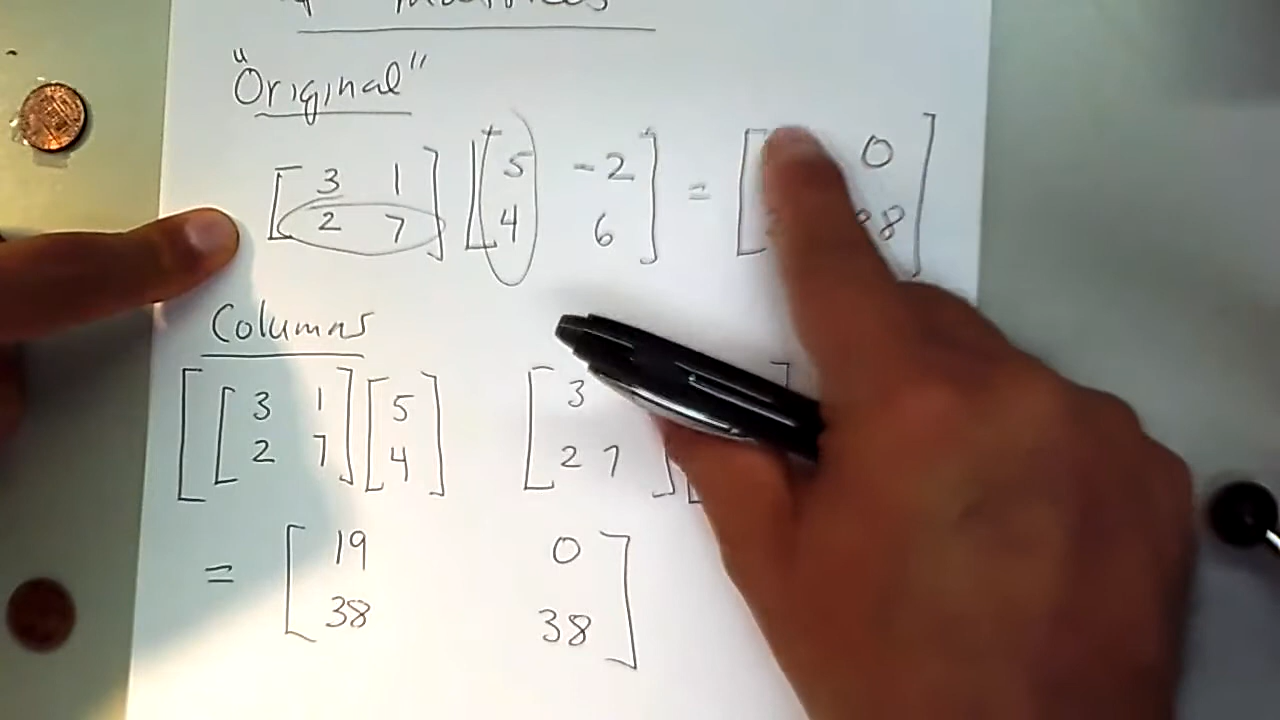 "Original"
[3 1] [5 -2] = [ 0]
[2 7] [4 6] [ 8]
Columns
[[3 1] [5] [3
[[2 7] [4] [2 7] [
= [19 0]
[38 38]